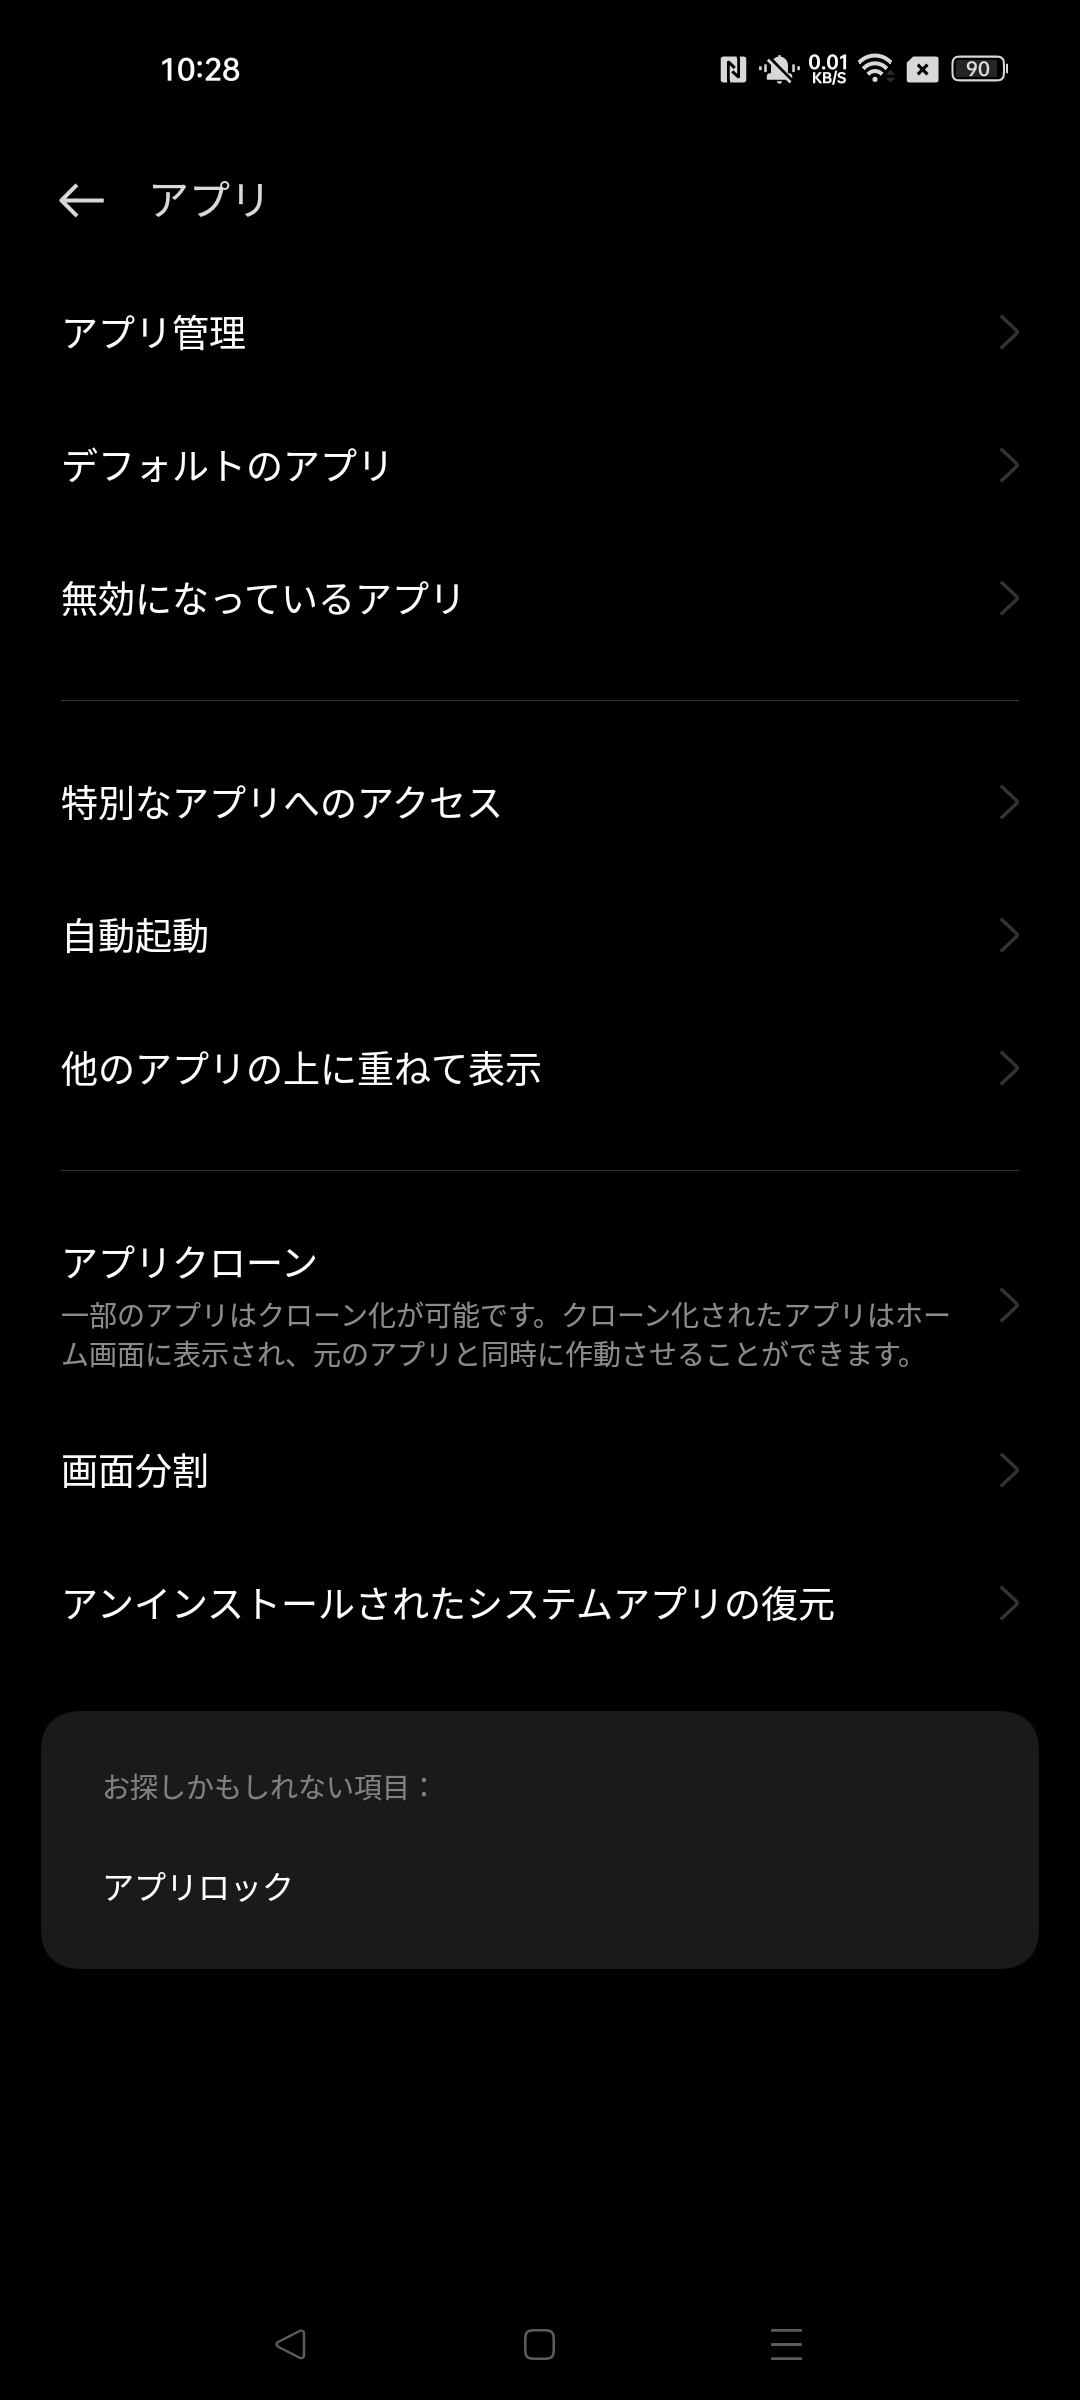 10:28
0.01
KB/S
90
アプリ
アプリ管理
デフォルトのアプリ
無効になっているアプリ
特別なアプリへのアクセス
自動起動
他のアプリの上に重ねて表示
アプリクローン
一部のアプリはクローン化が可能です。クローン化されたアプリはホー
ム画面に表示され、元のアプリと同時に作動させることができます。
画面分割
アンインストールされたシステムアプリの復元
お探しかもしれない項目：
アプリロック